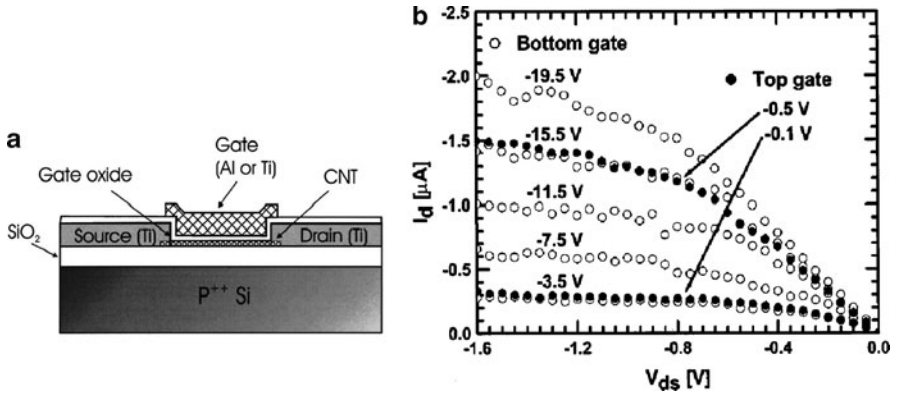 a
Gate
(Al or Ti)
Gate oxide
CNT
SiO₂
Source (Ti)
Drain (Ti)
P⁺⁺ Si
b
-2.5
-2.0
-1.5
-1.0
-0.5
0.0
I_d [μA]
Bottom gate
-19.5 V
Top gate
-0.5 V
-15.5 V
-0.1 V
-11.5 V
-7.5 V
-3.5 V
-1.6 -1.2 -0.8 -0.4 0.0
V_ds [V]